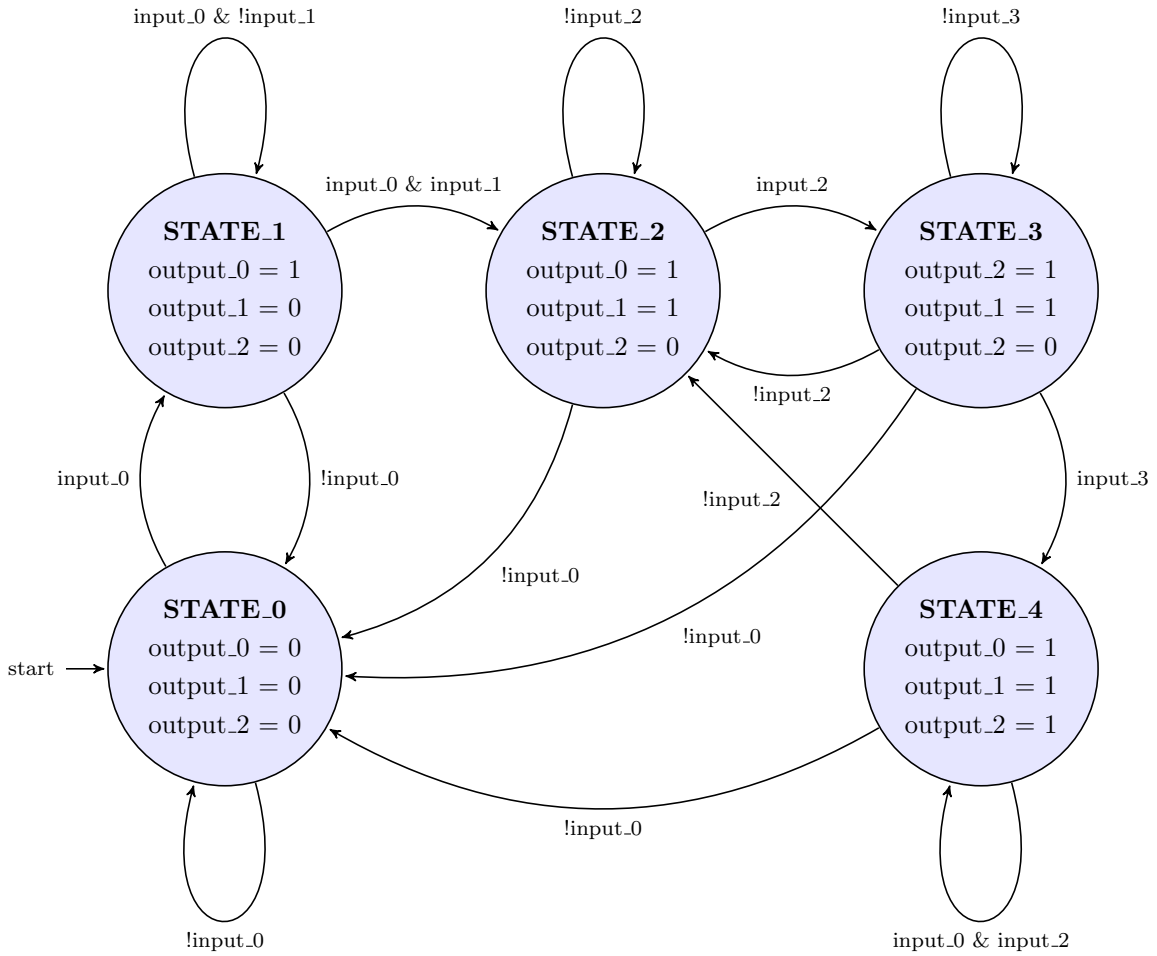 input_0 & !input_1
!input_2
!input_3
input_0 & input_1
input_2
STATE_1
output_0 = 1
output_1 = 0
output_2 = 0
STATE_2
output_0 = 1
output_1 = 1
output_2 = 0
STATE_3
output_2 = 1
output_1 = 1
output_2 = 0
!input_2
input_0
!input_0
!input_2
input_3
!input_0
!input_0
start
STATE_0
output_0 = 0
output_1 = 0
output_2 = 0
STATE_4
output_0 = 1
output_1 = 1
output_2 = 1
!input_0
!input_0
input_0 & input_2